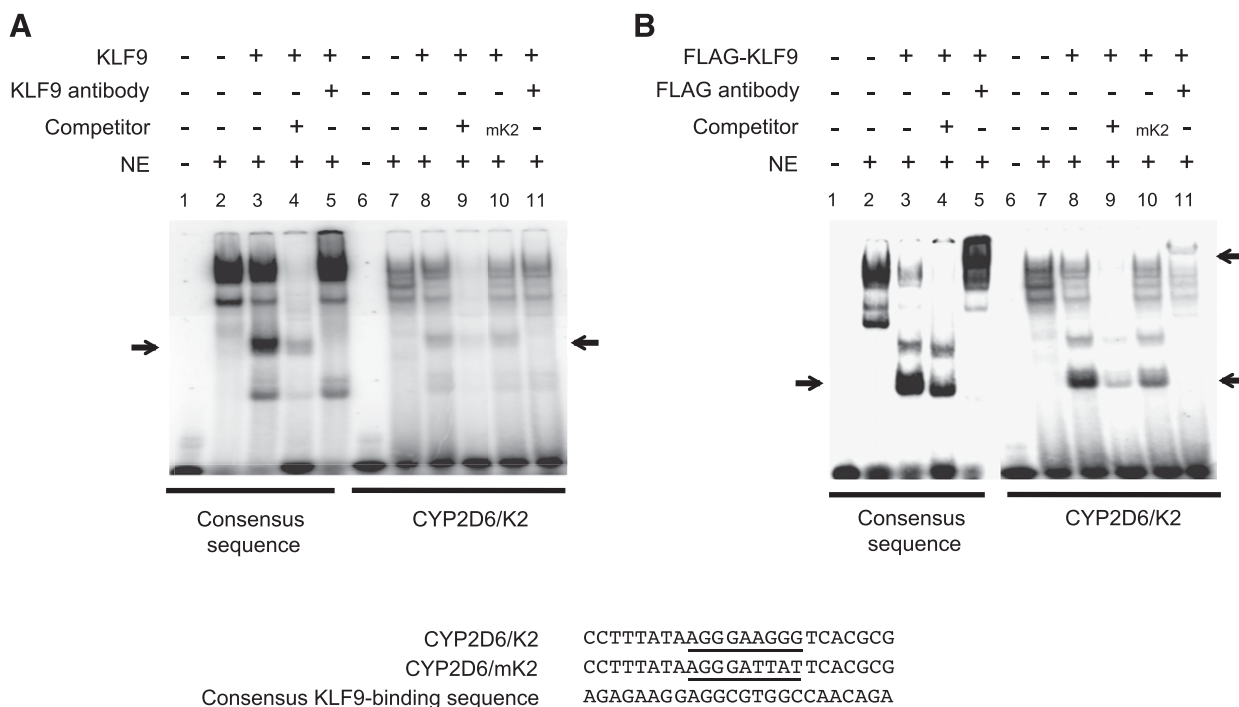 A
KLF9 - - + + + - - + + + +
KLF9 antibody - - - - + - - - - - +
Competitor - - - + - - - - + mK2 -
NE - + + + + - + + + + +
1 2 3 4 5 6 7 8 9 10 11
Consensus
sequence
CYP2D6/K2
B
FLAG-KLF9 - - + + + - - + + + +
FLAG antibody - - - - + - - - - - +
Competitor - - - + - - - - + mK2 -
NE - + + + + - + + + + +
1 2 3 4 5 6 7 8 9 10 11
Consensus
sequence
CYP2D6/K2
CYP2D6/K2 CCTTTATAAGGGAAGGGTCACGCG
CYP2D6/mK2 CCTTTATAAGGGATTATTCACGCG
Consensus KLF9-binding sequence AGAGAAGGAGGCGTGGCCAACAGA